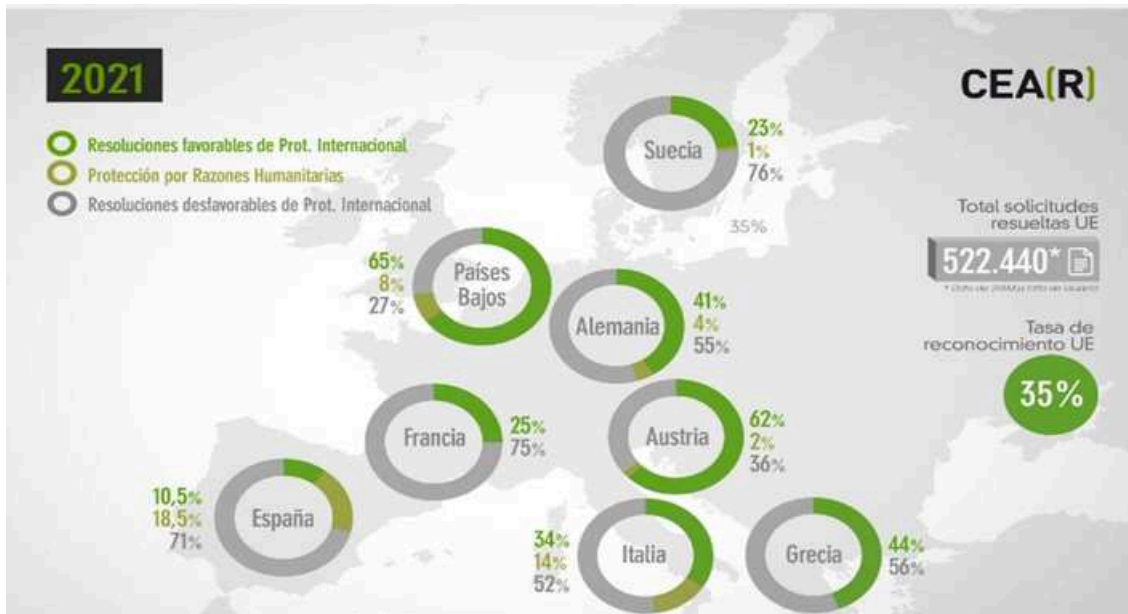 2021
CEA(R)
Resoluciones favorables de Prot. Internacional
Protección por Razones Humanitarias
Resoluciones desfavorables de Prot. Internacional
Suecia
23%
1%
76%
35%
Total solicitudes
resueltas UE
522.440*
Países
Bajos
65%
8%
27%
Alemania
41%
4%
55%
Tasa de
reconocimiento UE
35%
Francia
25%
75%
Austria
62%
2%
36%
España
10,5%
18,5%
71%
Italia
34%
14%
52%
Grecia
44%
56%